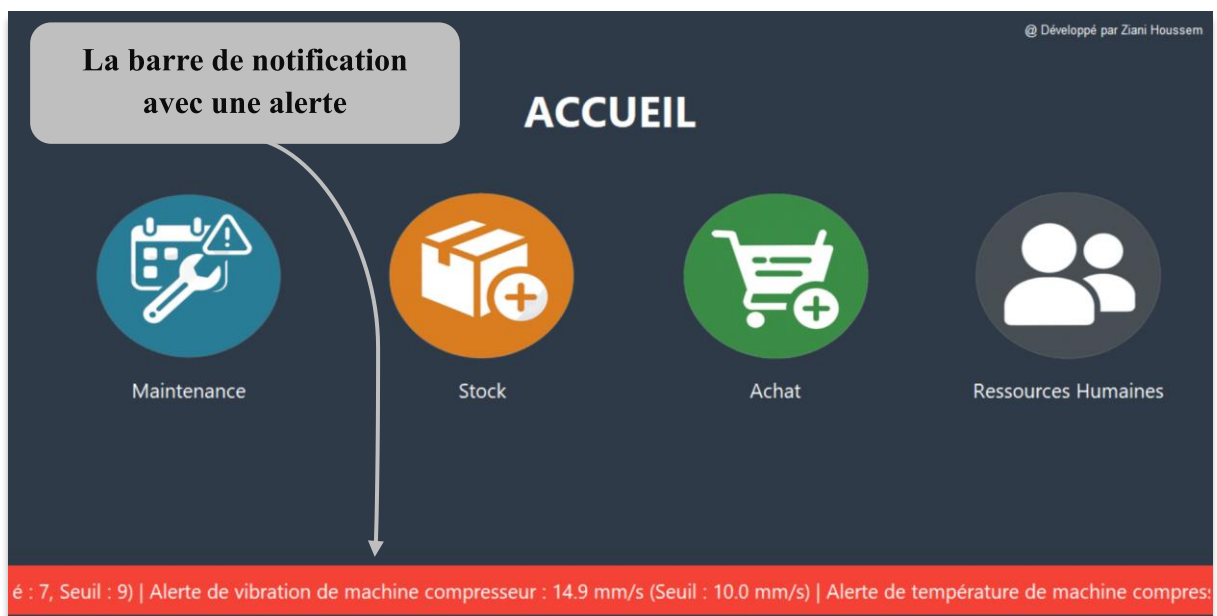 @ Développé par Ziani Houssem
La barre de notification
avec une alerte
ACCUEIL
Maintenance
Stock
Achat
Ressources Humaines
é : 7, Seuil : 9) | Alerte de vibration de machine compresseur : 14.9 mm/s (Seuil : 10.0 mm/s) | Alerte de température de machine compres